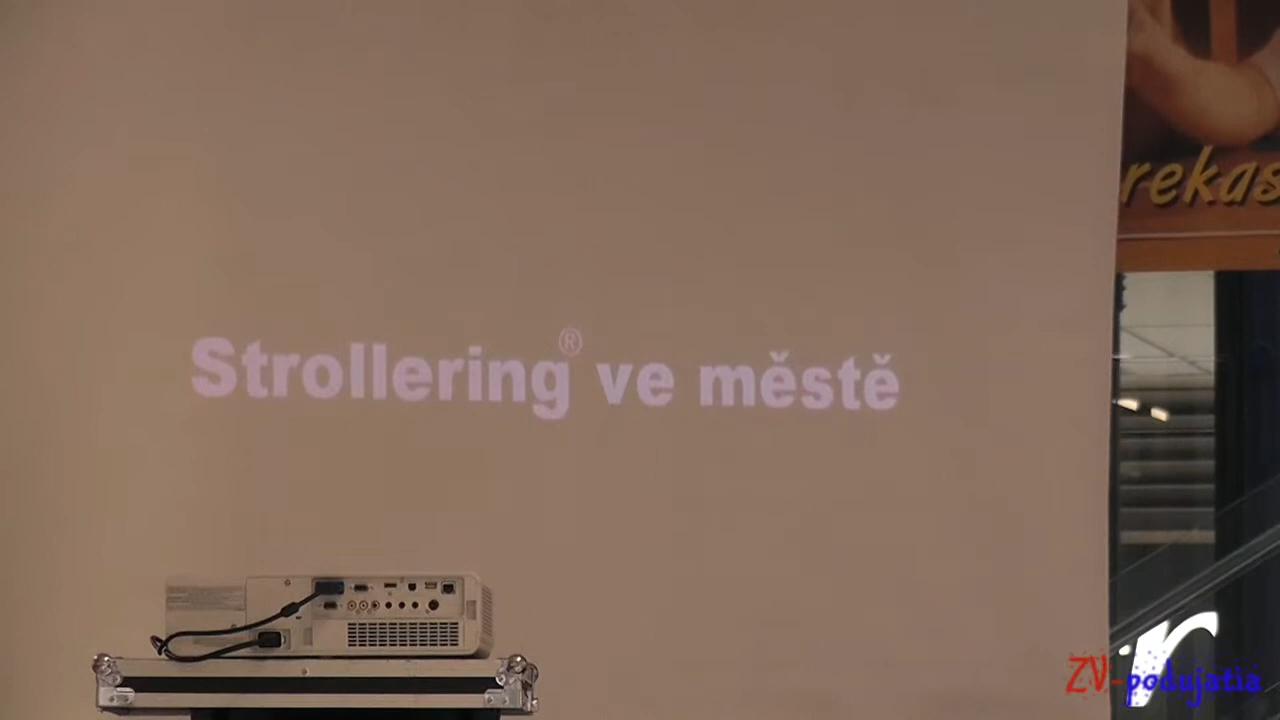 Strollering® ve městě
rekas
r
ZV-podujatia